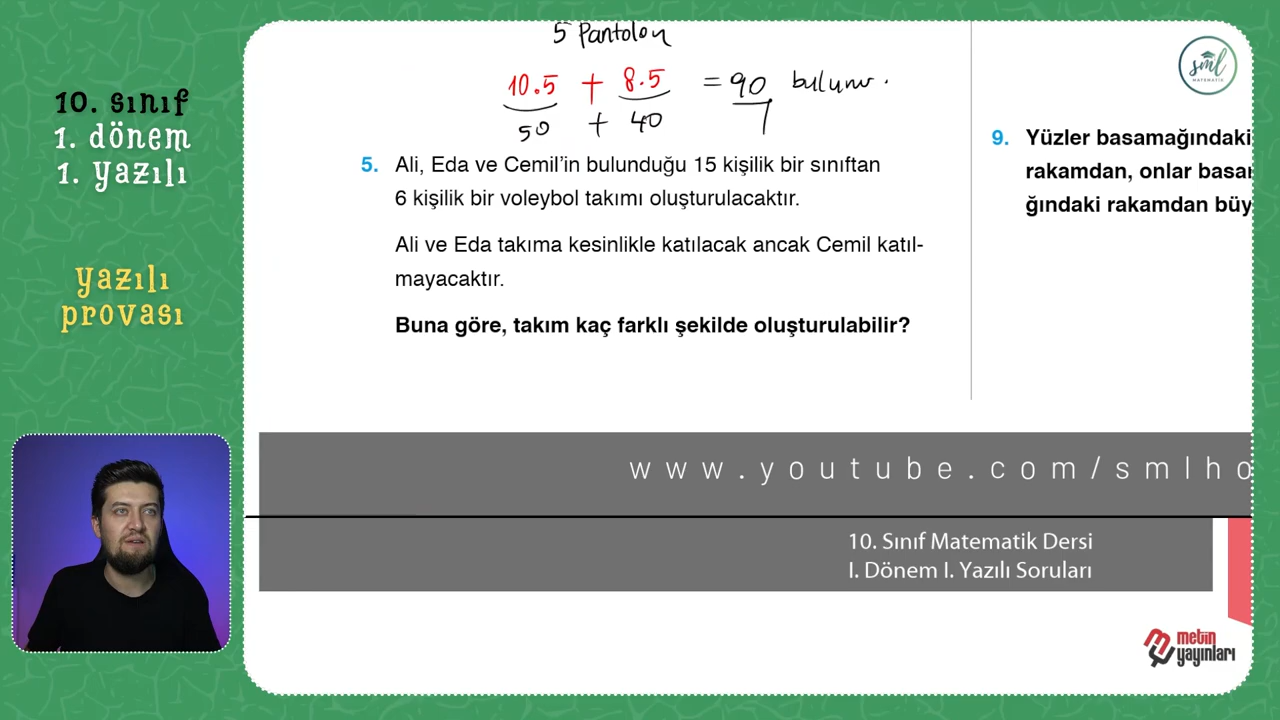 10. sınıf
1. dönem
1. yazılı
yazılı
provası
5 Pantolon
10.5 + 8.5 = 90 bulunur.
50 + 40
5. Ali, Eda ve Cemil'in bulunduğu 15 kişilik bir sınıftan
6 kişilik bir voleybol takımı oluşturulacaktır.
Ali ve Eda takıma kesinlikle katılacak ancak Cemil katıl-
mayacaktır.
Buna göre, takım kaç farklı şekilde oluşturulabilir?
sml
MATEMATİK
9. Yüzler basamağındaki
rakamdan, onlar basa
ğındaki rakamdan büy
www.youtube.com/smlho
10. Sınıf Matematik Dersi
I. Dönem I. Yazılı Soruları
metin
yayınları